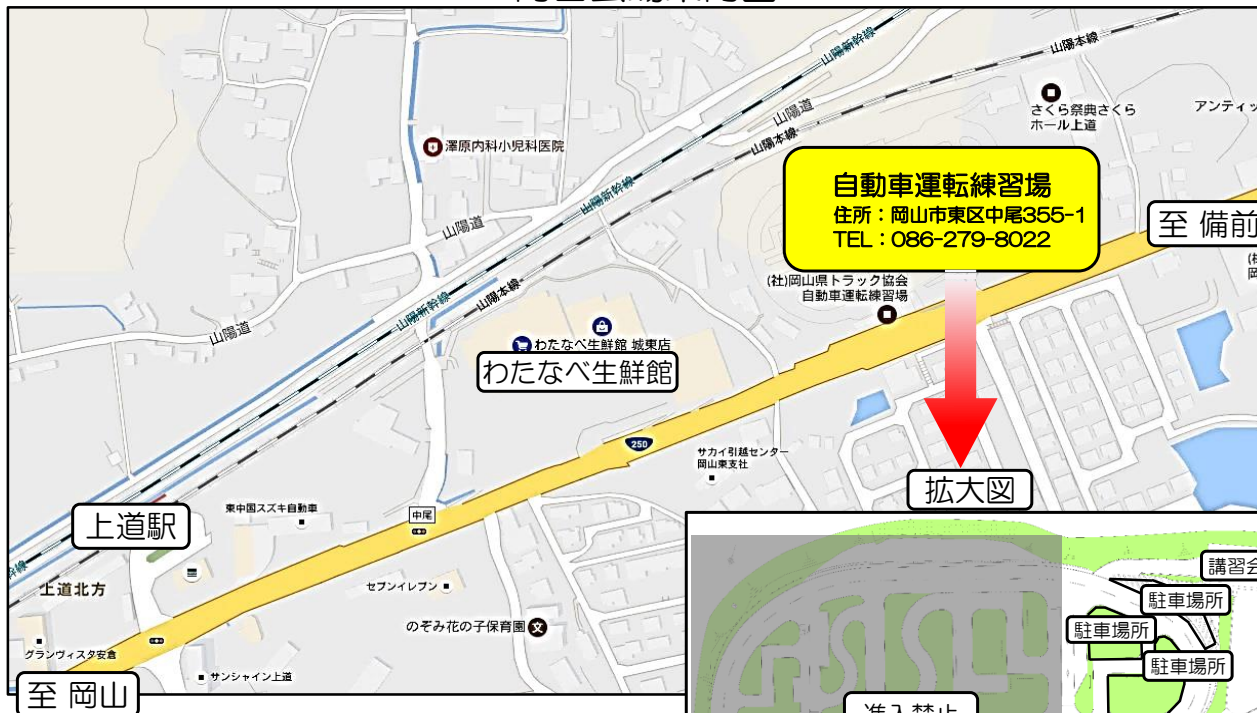 山陽新幹線
山陽本線
さくら祭典さくら
ホール上道
アンティッ
山陽道
澤原内科小児科医院
山陽本線
自動車運転練習場
住所：岡山市東区中尾355-1
TEL：086-279-8022
山陽新幹線
山陽道
至 備前
(社)岡山県トラック協会
自動車運転練習場
山陽本線
山陽新幹線
山陽道
わたなべ生鮮館 城東店
わたなべ生鮮館
250
サカイ引越センター
岡山東支社
拡大図
東中国スズキ自動車
中尾
上道駅
上道北方
セブンイレブン
のぞみ花の子保育園
文
グランヴィスタ安倉
サンシャイン上道
至 岡山
講習会
駐車場所
駐車場所
駐車場所